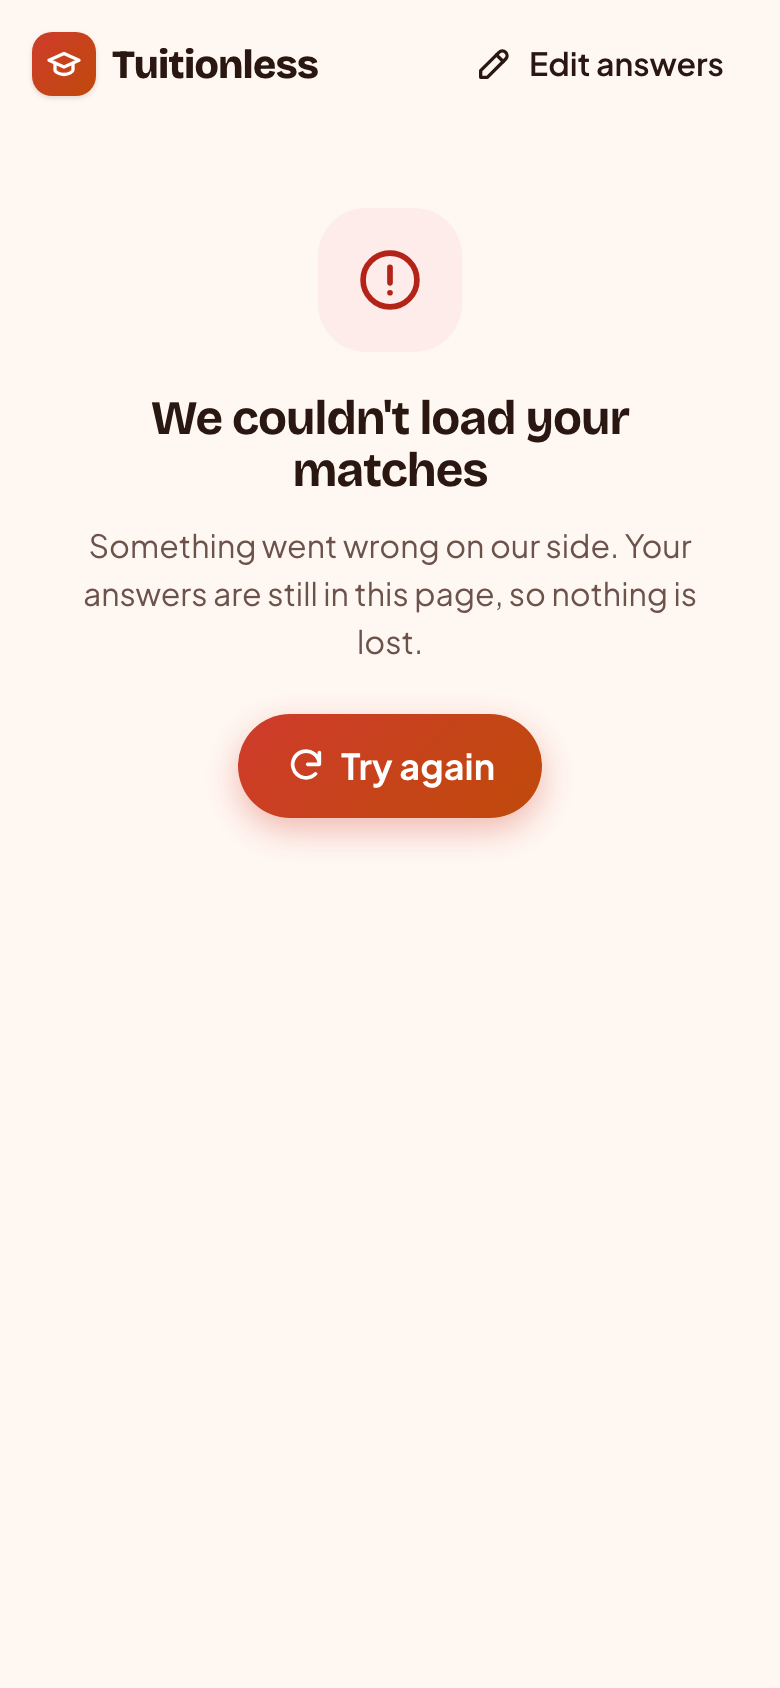 Tuitionless
Edit answers
We couldn't load your
matches
Something went wrong on our side. Your
answers are still in this page, so nothing is
lost.
Try again